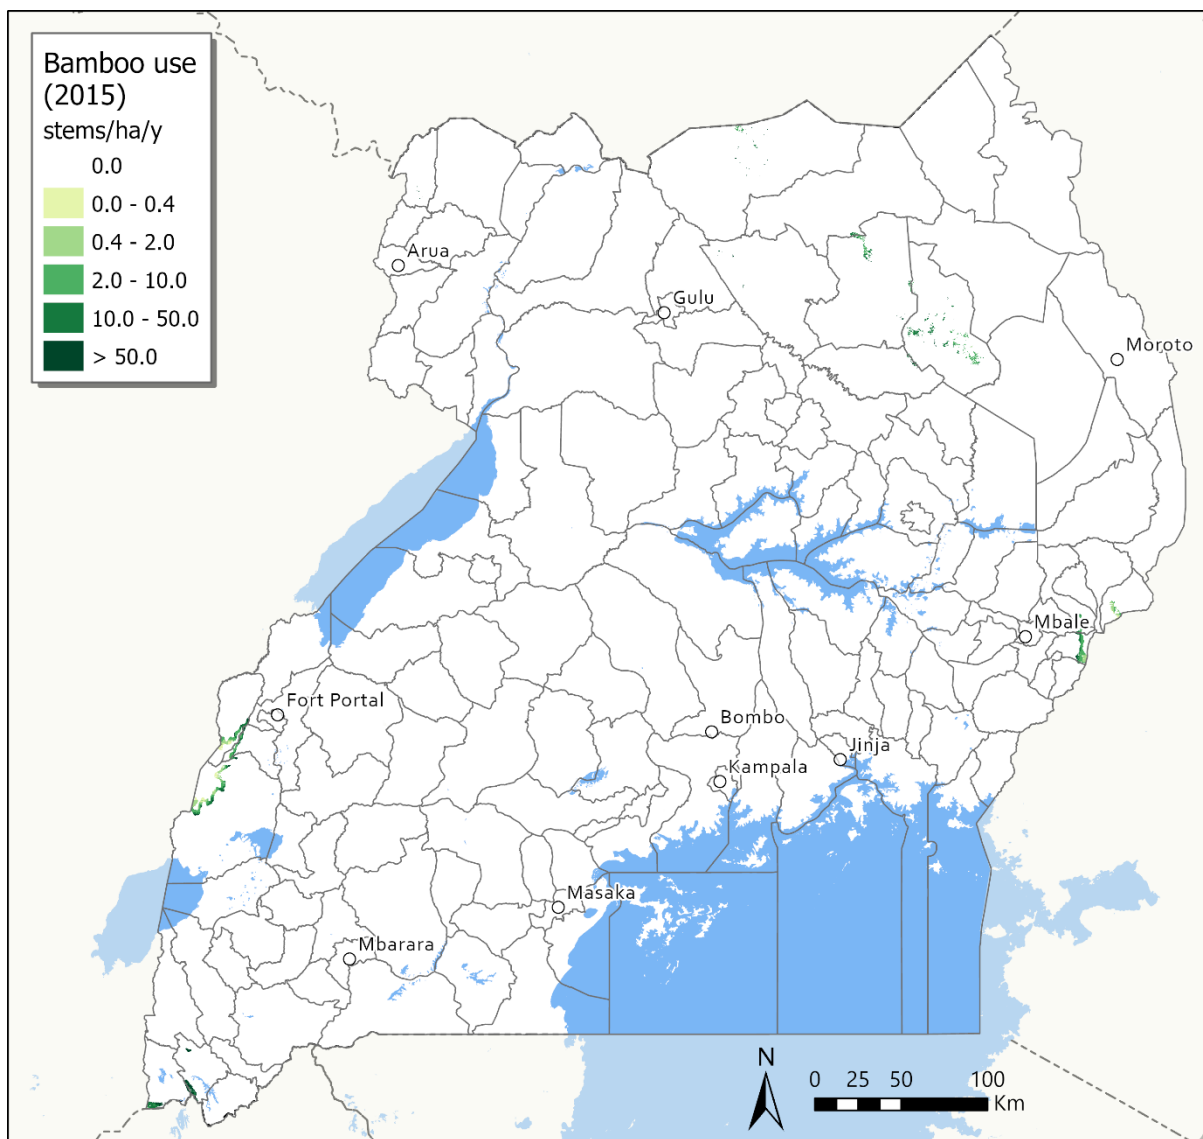 Bamboo use
(2015)
stems/ha/y
0.0
0.0 - 0.4
0.4 - 2.0
2.0 - 10.0
10.0 - 50.0
> 50.0
Arua
Gulu
Moroto
Mbale
Fort Portal
Bombo
Jinja
Kampala
Masaka
Mbarara
N
0 25 50 100
Km